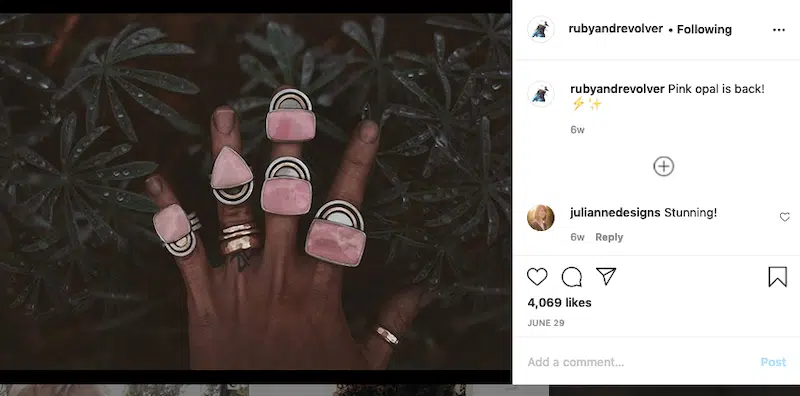 rubyandrevolver • Following
rubyandrevolver Pink opal is back!
⚡✨
6w
juliannedesigns Stunning!
6w Reply
4,069 likes
JUNE 29
Add a comment... Post